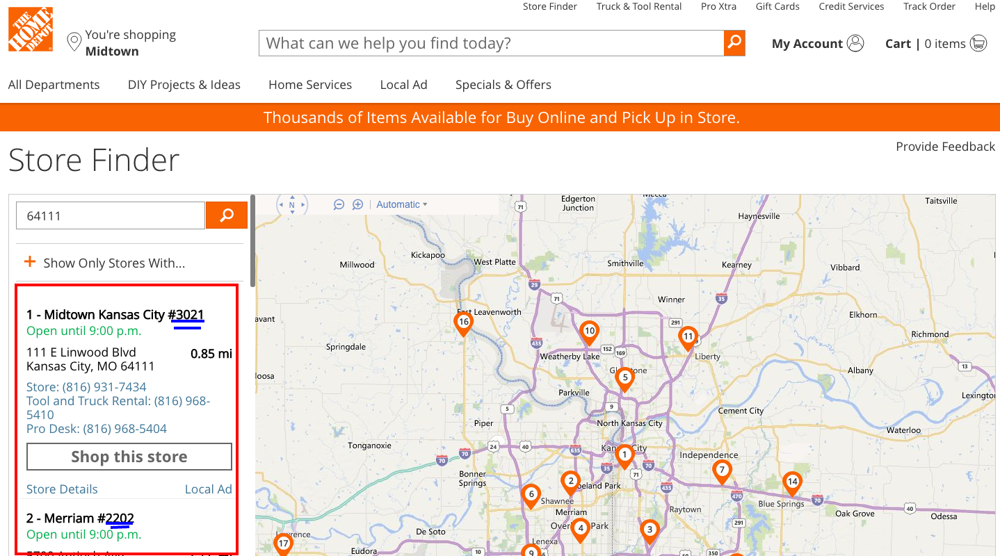 Store Finder Truck & Tool Rental Pro Xtra Gift Cards Credit Services Track Order Help
THE HOME DEPOT
You're shopping
Midtown
What can we help you find today?
My Account
Cart | 0 items
All Departments DIY Projects & Ideas Home Services Local Ad Specials & Offers
Thousands of Items Available for Buy Online and Pick Up in Store.
Store Finder
Provide Feedback
64111
+ Show Only Stores With...
1 - Midtown Kansas City #3021
Open until 9:00 p.m.
111 E Linwood Blvd 0.85 mi
Kansas City, MO 64111
Store: (816) 931-7434
Tool and Truck Rental: (816) 968-
5410
Pro Desk: (816) 968-5404
Shop this store
Store Details Local Ad
2 - Merriam #2202
Open until 9:00 p.m.
N
Automatic
71
Edgerton
Junction
Mecca
Taitsville
Haynesville
Kickapoo
Millwood
West Platte
Smithville
Kearney
Vibbard
29
71
Winner
35
avant
East Leavenworth
16
10
291
11
Elkhorn
Richmond
Springdale
435
152
169
Weatherby Lake
Liberty
13
loosa
Gladstone
5
Albany
Parkville
Lexington
5
9
Cement City
Piper
North Kansas City
Waterloo
Tonganoxie
24
40
70
70
635
Kansas City
1
35
70
71
Independence
7
Bonner
Springs
2
Overland Park
435
14
470
70
Blue Springs
6
Shawnee
Merriam
Raytown
Oak Grove
40
Odessa
Overland Park
4
3
291
De Soto
Lenexa
Lawrence
17
Eudora
10
9
50
350